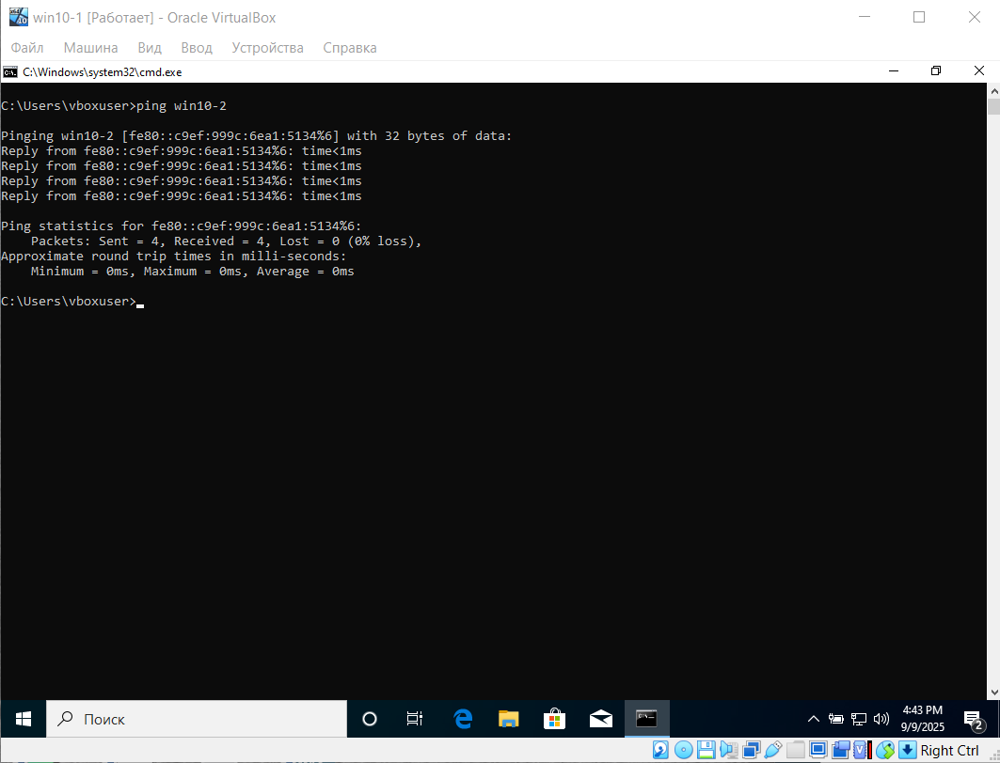 win10-1 [Работает] - Oracle VirtualBox
Файл Машина Вид Ввод Устройства Справка
C:\Windows\system32\cmd.exe
C:\Users\vboxuser>ping win10-2
Pinging win10-2 [fe80::c9ef:999c:6ea1:5134%6] with 32 bytes of data:
Reply from fe80::c9ef:999c:6ea1:5134%6: time<1ms
Reply from fe80::c9ef:999c:6ea1:5134%6: time<1ms
Reply from fe80::c9ef:999c:6ea1:5134%6: time<1ms
Reply from fe80::c9ef:999c:6ea1:5134%6: time<1ms
Ping statistics for fe80::c9ef:999c:6ea1:5134%6:
    Packets: Sent = 4, Received = 4, Lost = 0 (0% loss),
Approximate round trip times in milli-seconds:
    Minimum = 0ms, Maximum = 0ms, Average = 0ms
C:\Users\vboxuser>
Поиск
4:43 PM
9/9/2025
2
Right Ctrl